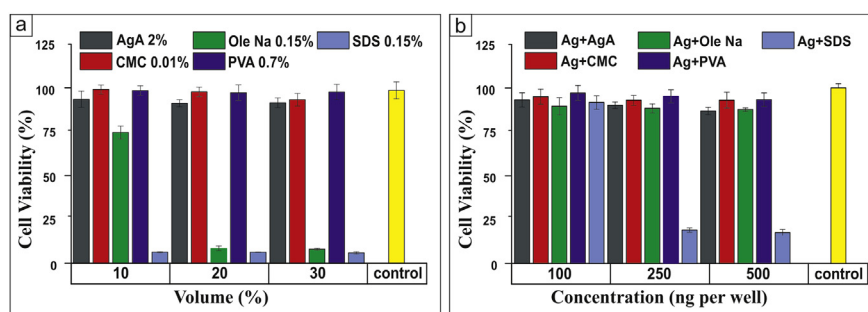 a
AgA 2% Ole Na 0.15% SDS 0.15%
CMC 0.01% PVA 0.7%
Cell Viability (%)
125
100
75
50
25
0
10 20 30 control
Volume (%)
b
Ag+AgA Ag+Ole Na Ag+SDS
Ag+CMC Ag+PVA
Cell Viability (%)
125
100
75
50
25
0
100 250 500 control
Concentration (ng per well)